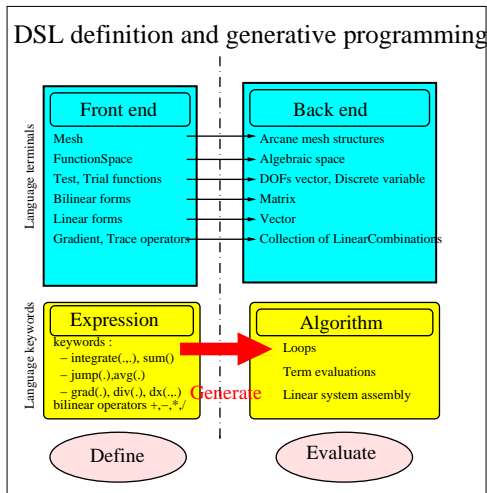 DSL definition and generative programming
Language terminals
Front end
Mesh
FunctionSpace
Test, Trial functions
Bilinear forms
Linear forms
Gradient, Trace operators
Back end
Arcane mesh structures
Algebraic space
DOFs vector, Discrete variable
Matrix
Vector
Collection of LinearCombinations
Language keywords
Expression
keywords :
– integrate(.,.), sum()
– jump(.),avg(.)
– grad(.), div(.), dx(.,.)
bilinear operators +,–,*,/
Generate
Algorithm
Loops
Term evaluations
Linear system assembly
Define
Evaluate